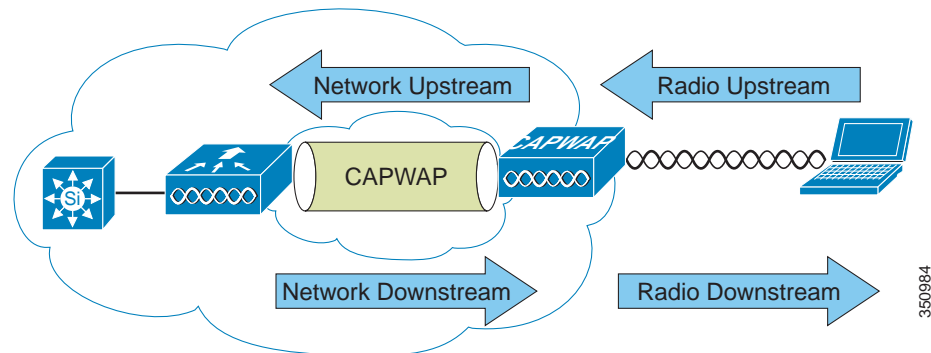 Network Upstream
Radio Upstream
CAPWAP
Si
CAPWAP
Network Downstream
Radio Downstream
350984